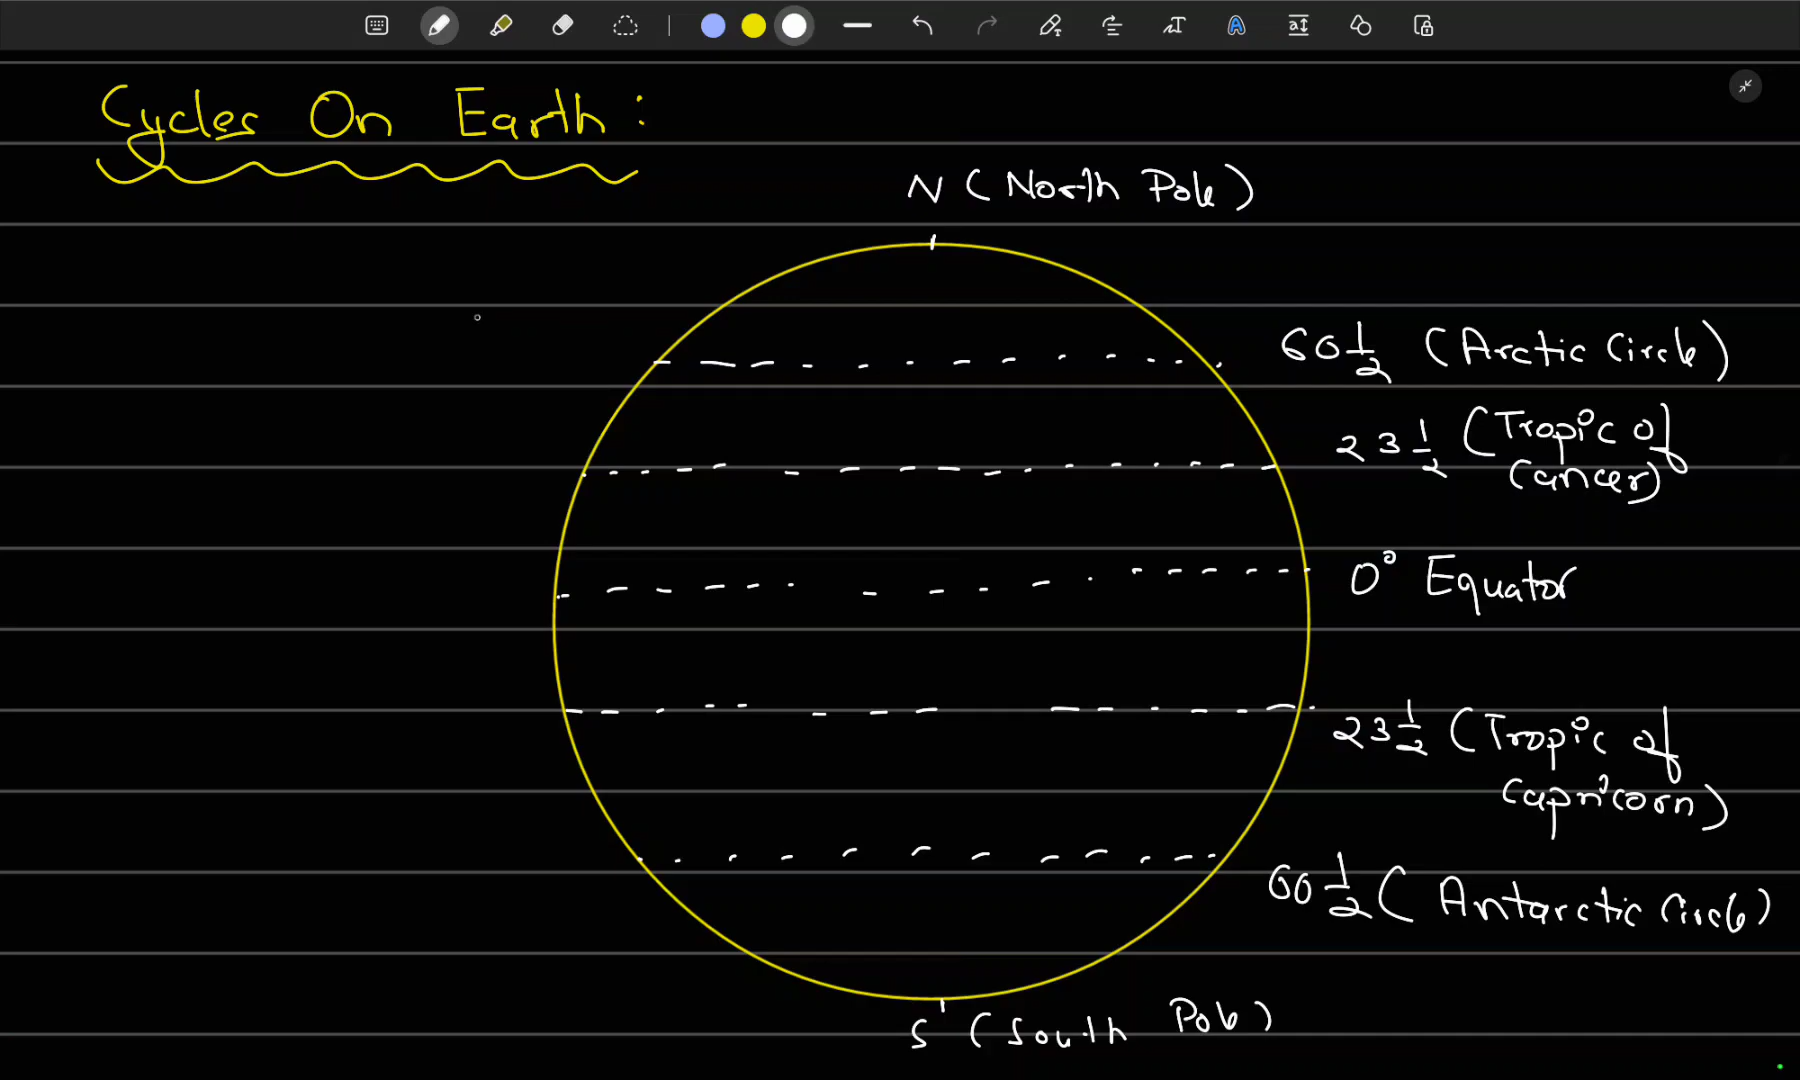 Cycles On Earth :
N (North Pole)
60 1/2 (Arctic Circle)
23 1/2 (Tropic of
Cancer)
0° Equator
23 1/2 (Tropic of
Capricorn)
60 1/2 (Antarctic Circle)
S (South Pole)